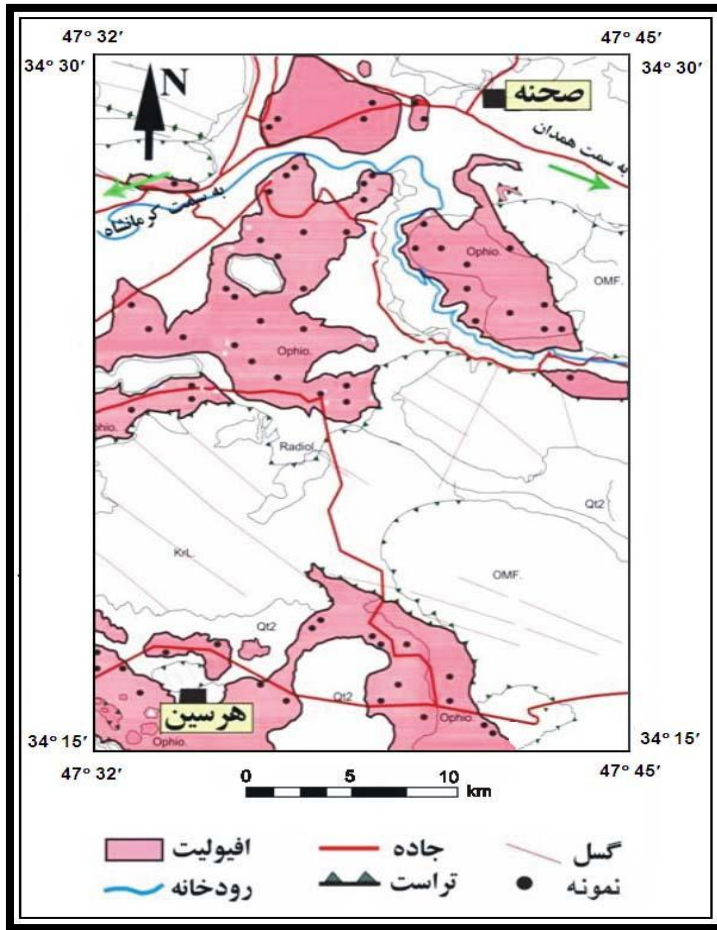 47° 32′
47° 45′
34° 30′
34° 30′
N
صحنه
به سمت همدان
به سمت کرمانشاه
Ophio.
OMF.
Ophio.
phio.
Radiol.
Qt2
KrL.
OMF.
Qt2
Qt2
هرسین
Ophio.
Ophio.
34° 15′
34° 15′
47° 32′
47° 45′
0 5 10 km
افیولیت
جاده
گسل
رودخانه
تراست
نمونه